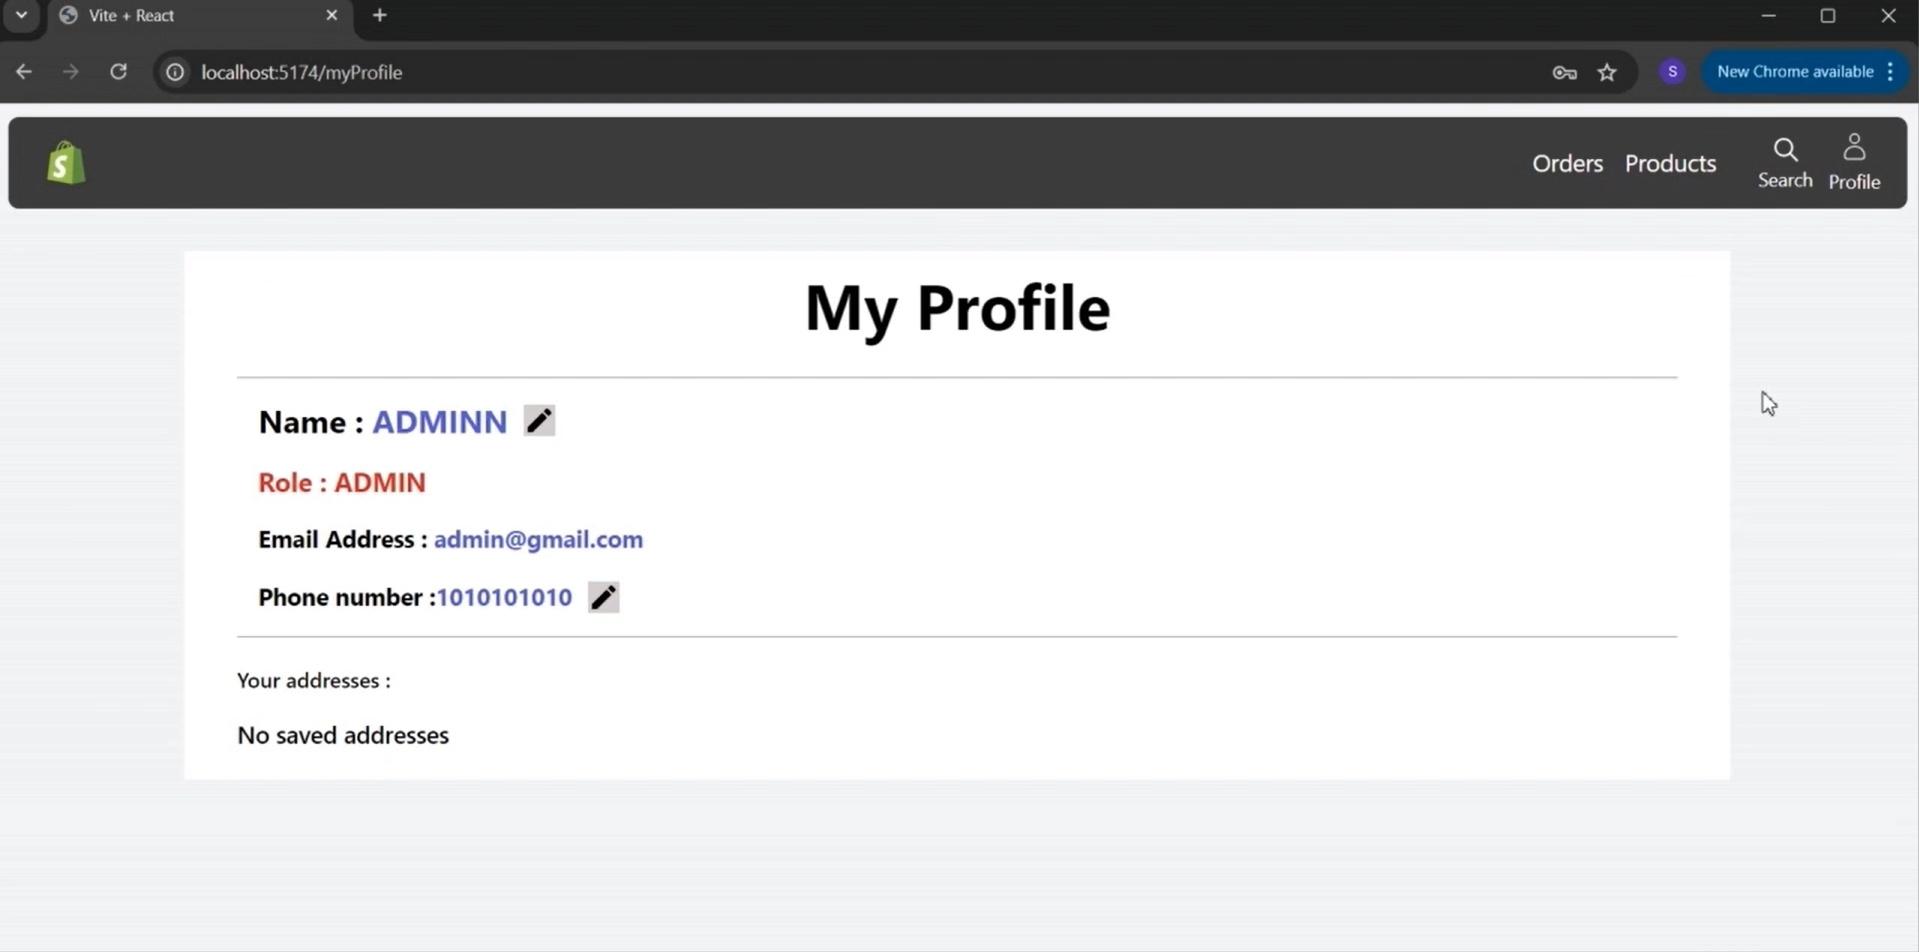 Vite + React
localhost:5174/myProfile
S
New Chrome available
S
Orders Products
Search
Profile
My Profile
Name : ADMINN
Role : ADMIN
Email Address : admin@gmail.com
Phone number :1010101010
Your addresses :
No saved addresses